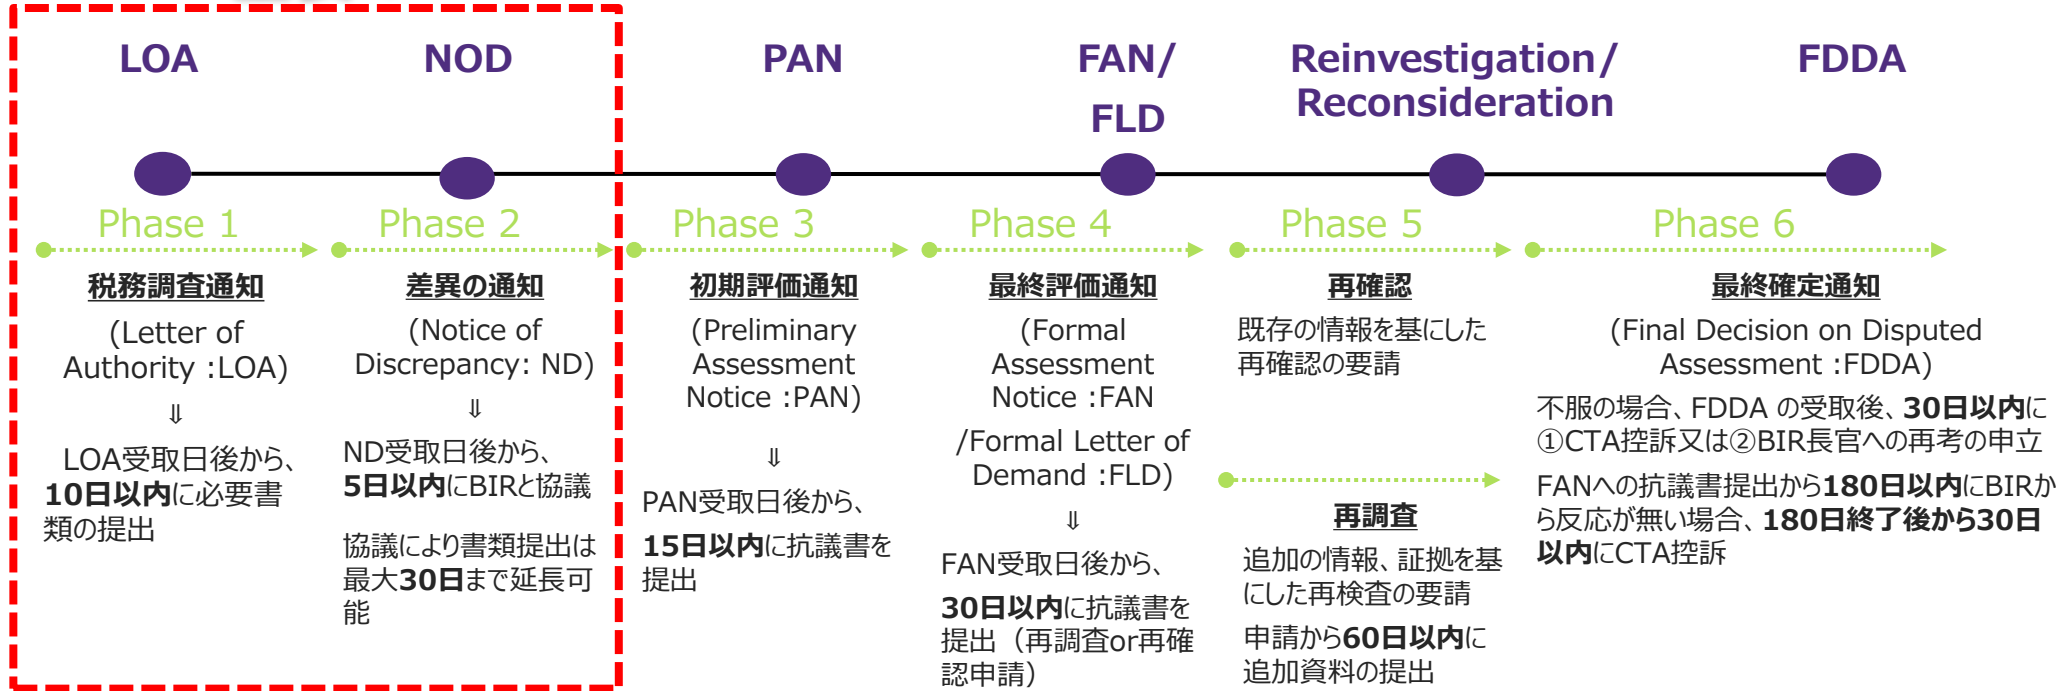 LOA
NOD
PAN
FAN/
FLD
Reinvestigation/
Reconsideration
FDDA
Phase 1
Phase 2
Phase 3
Phase 4
Phase 5
Phase 6
税務調査通知
(Letter of
Authority :LOA)
⇓
LOA受取日後から、
10日以内に必要書
類の提出
差異の通知
(Notice of
Discrepancy: ND)
⇓
ND受取日後から、
5日以内にBIRと協議
協議により書類提出は
最大30日まで延長可
能
初期評価通知
(Preliminary
Assessment
Notice :PAN)
⇓
PAN受取日後から、
15日以内に抗議書を
提出
最終評価通知
(Formal
Assessment
Notice :FAN
/Formal Letter of
Demand :FLD)
⇓
FAN受取日後から、
30日以内に抗議書を
提出（再調査or再確
認申請）
再確認
既存の情報を基にした
再確認の要請
再調査
追加の情報、証拠を基
にした再検査の要請
申請から60日以内に
追加資料の提出
最終確定通知
(Final Decision on Disputed
Assessment :FDDA)
不服の場合、FDDA の受取後、30日以内に
①CTA控訴又は②BIR長官への再考の申立
FANへの抗議書提出から180日以内にBIRか
ら反応が無い場合、180日終了後から30日
以内にCTA控訴